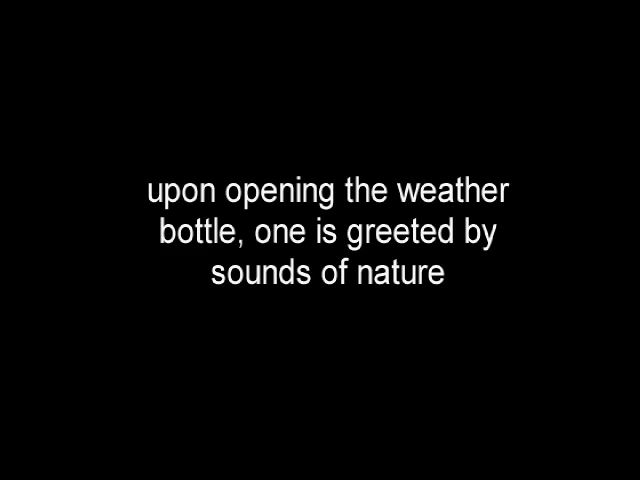 upon opening the weather
bottle, one is greeted by
sounds of nature